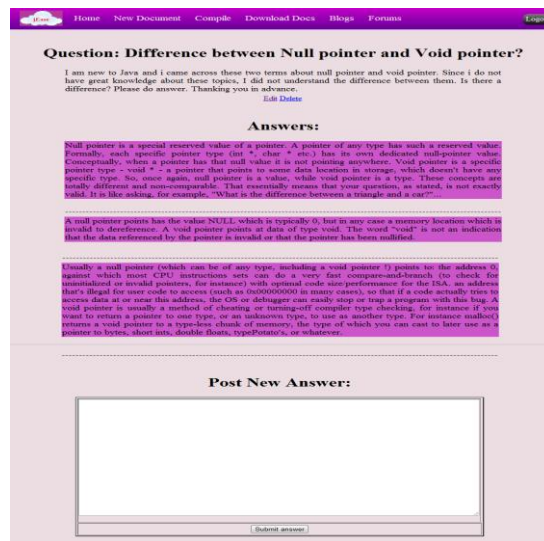 Home New Document Compile Download Docs Blogs Forums
Question: Difference between Null pointer and Void pointer?
I am new to Java and i came across these two terms about null pointer and void pointer. Since i do not
have great knowledge about these topics, I did not understand the difference between them. Is there a
difference? Please do answer. Thanking you in advance.
Edit Delete
Answers:
Null pointer is a special reserved value of a pointer. A pointer of any type has such a reserved value.
Formally, each specific pointer type (int *, char * etc.) has its own dedicated null-pointer value.
Conceptually, when a pointer has that null value it is not pointing anywhere. Void pointer is a specific
pointer type - void * - a pointer that points to some data location in storage, which doesn't have any
specific type. So, once again, null pointer is a value, while void pointer is a type. These concepts are
totally different and non-comparable. That essentially means that your question, as stated, is not exactly
valid. It is like asking, for example, "What is the difference between a triangle and a car?"...
A null pointer points has the value NULL which is typically 0, but in any case a memory location which is
invalid to dereference. A void pointer points at data of type void. The word "void" is not an indication
that the data referenced by the pointer is invalid or that the pointer has been nullified.
Usually a null pointer (which can be of any type, including a void pointer !) points to: the address 0,
against which most CPU instructions sets can do a very fast compare-and-branch (to check for
uninitialized or invalid pointers, for instance) with optimal code size/performance for the ISA. an address
that's illegal for user code to access (such as 0x00000000 in many cases), so that if a code actually tries to
access data at or near this address, the OS or debugger can easily stop or trap a program with this bug. A
void pointer is usually a method of cheating or turning-off compiler type checking, for instance if you
want to return a pointer to one type, or an unknown type, to use as another type. For instance malloc()
returns a void pointer to a type-less chunk of memory, the type of which you can cast to later use as a
pointer to bytes, short ints, double floats, typePotato's, or whatever.
Post New Answer:
Submit answer